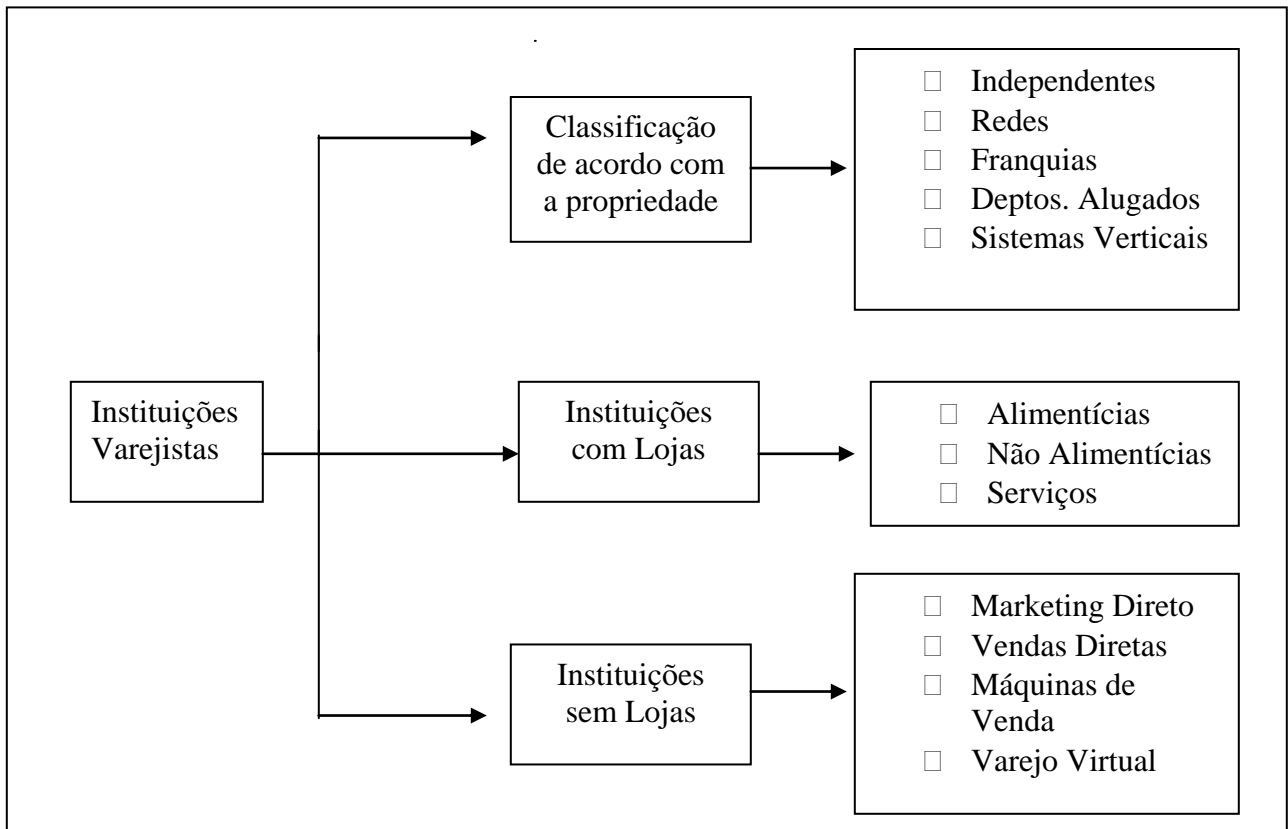 Instituições
Varejistas
Classificação
de acordo com
a propriedade
Independentes
Redes
Franquias
Deptos. Alugados
Sistemas Verticais
Instituições
com Lojas
Alimentícias
Não Alimentícias
Serviços
Instituições
sem Lojas
Marketing Direto
Vendas Diretas
Máquinas de
Venda
Varejo Virtual